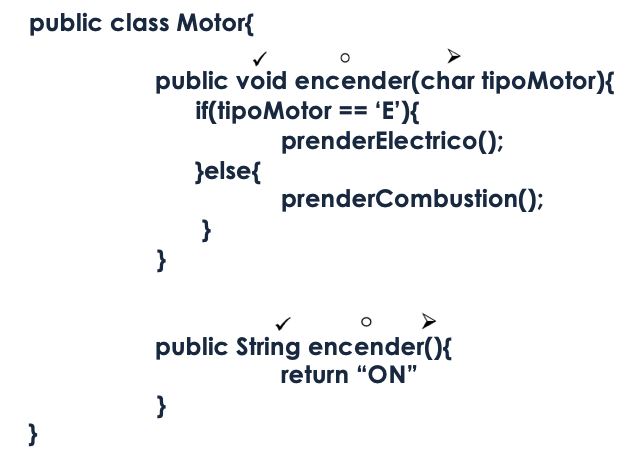 public class Motor{
✓ ○ ➢
public void encender(char tipoMotor){
if(tipoMotor == ‘E’){
prenderElectrico();
}else{
prenderCombustion();
}
}
✓ ○ ➢
public String encender(){
return “ON”
}
}